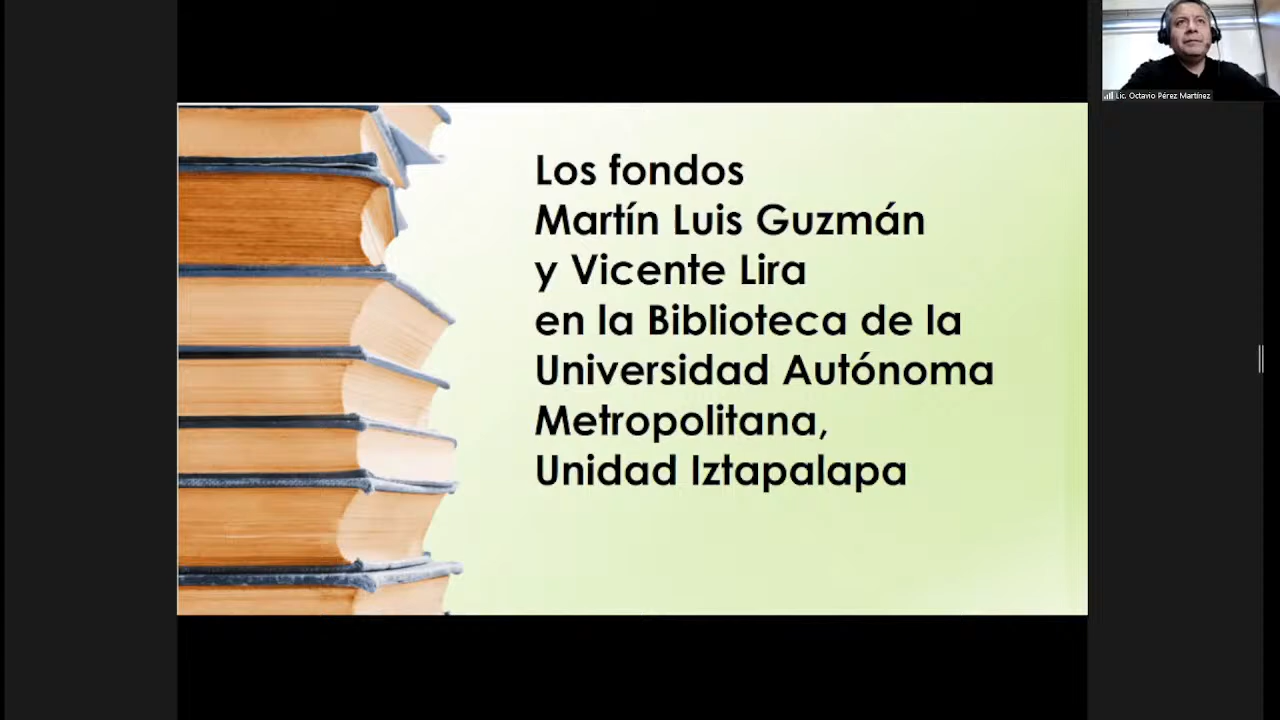 Los fondos
Martín Luis Guzmán
y Vicente Lira
en la Biblioteca de la
Universidad Autónoma
Metropolitana,
Unidad Iztapalapa
Lic. Octavio Pérez Martínez